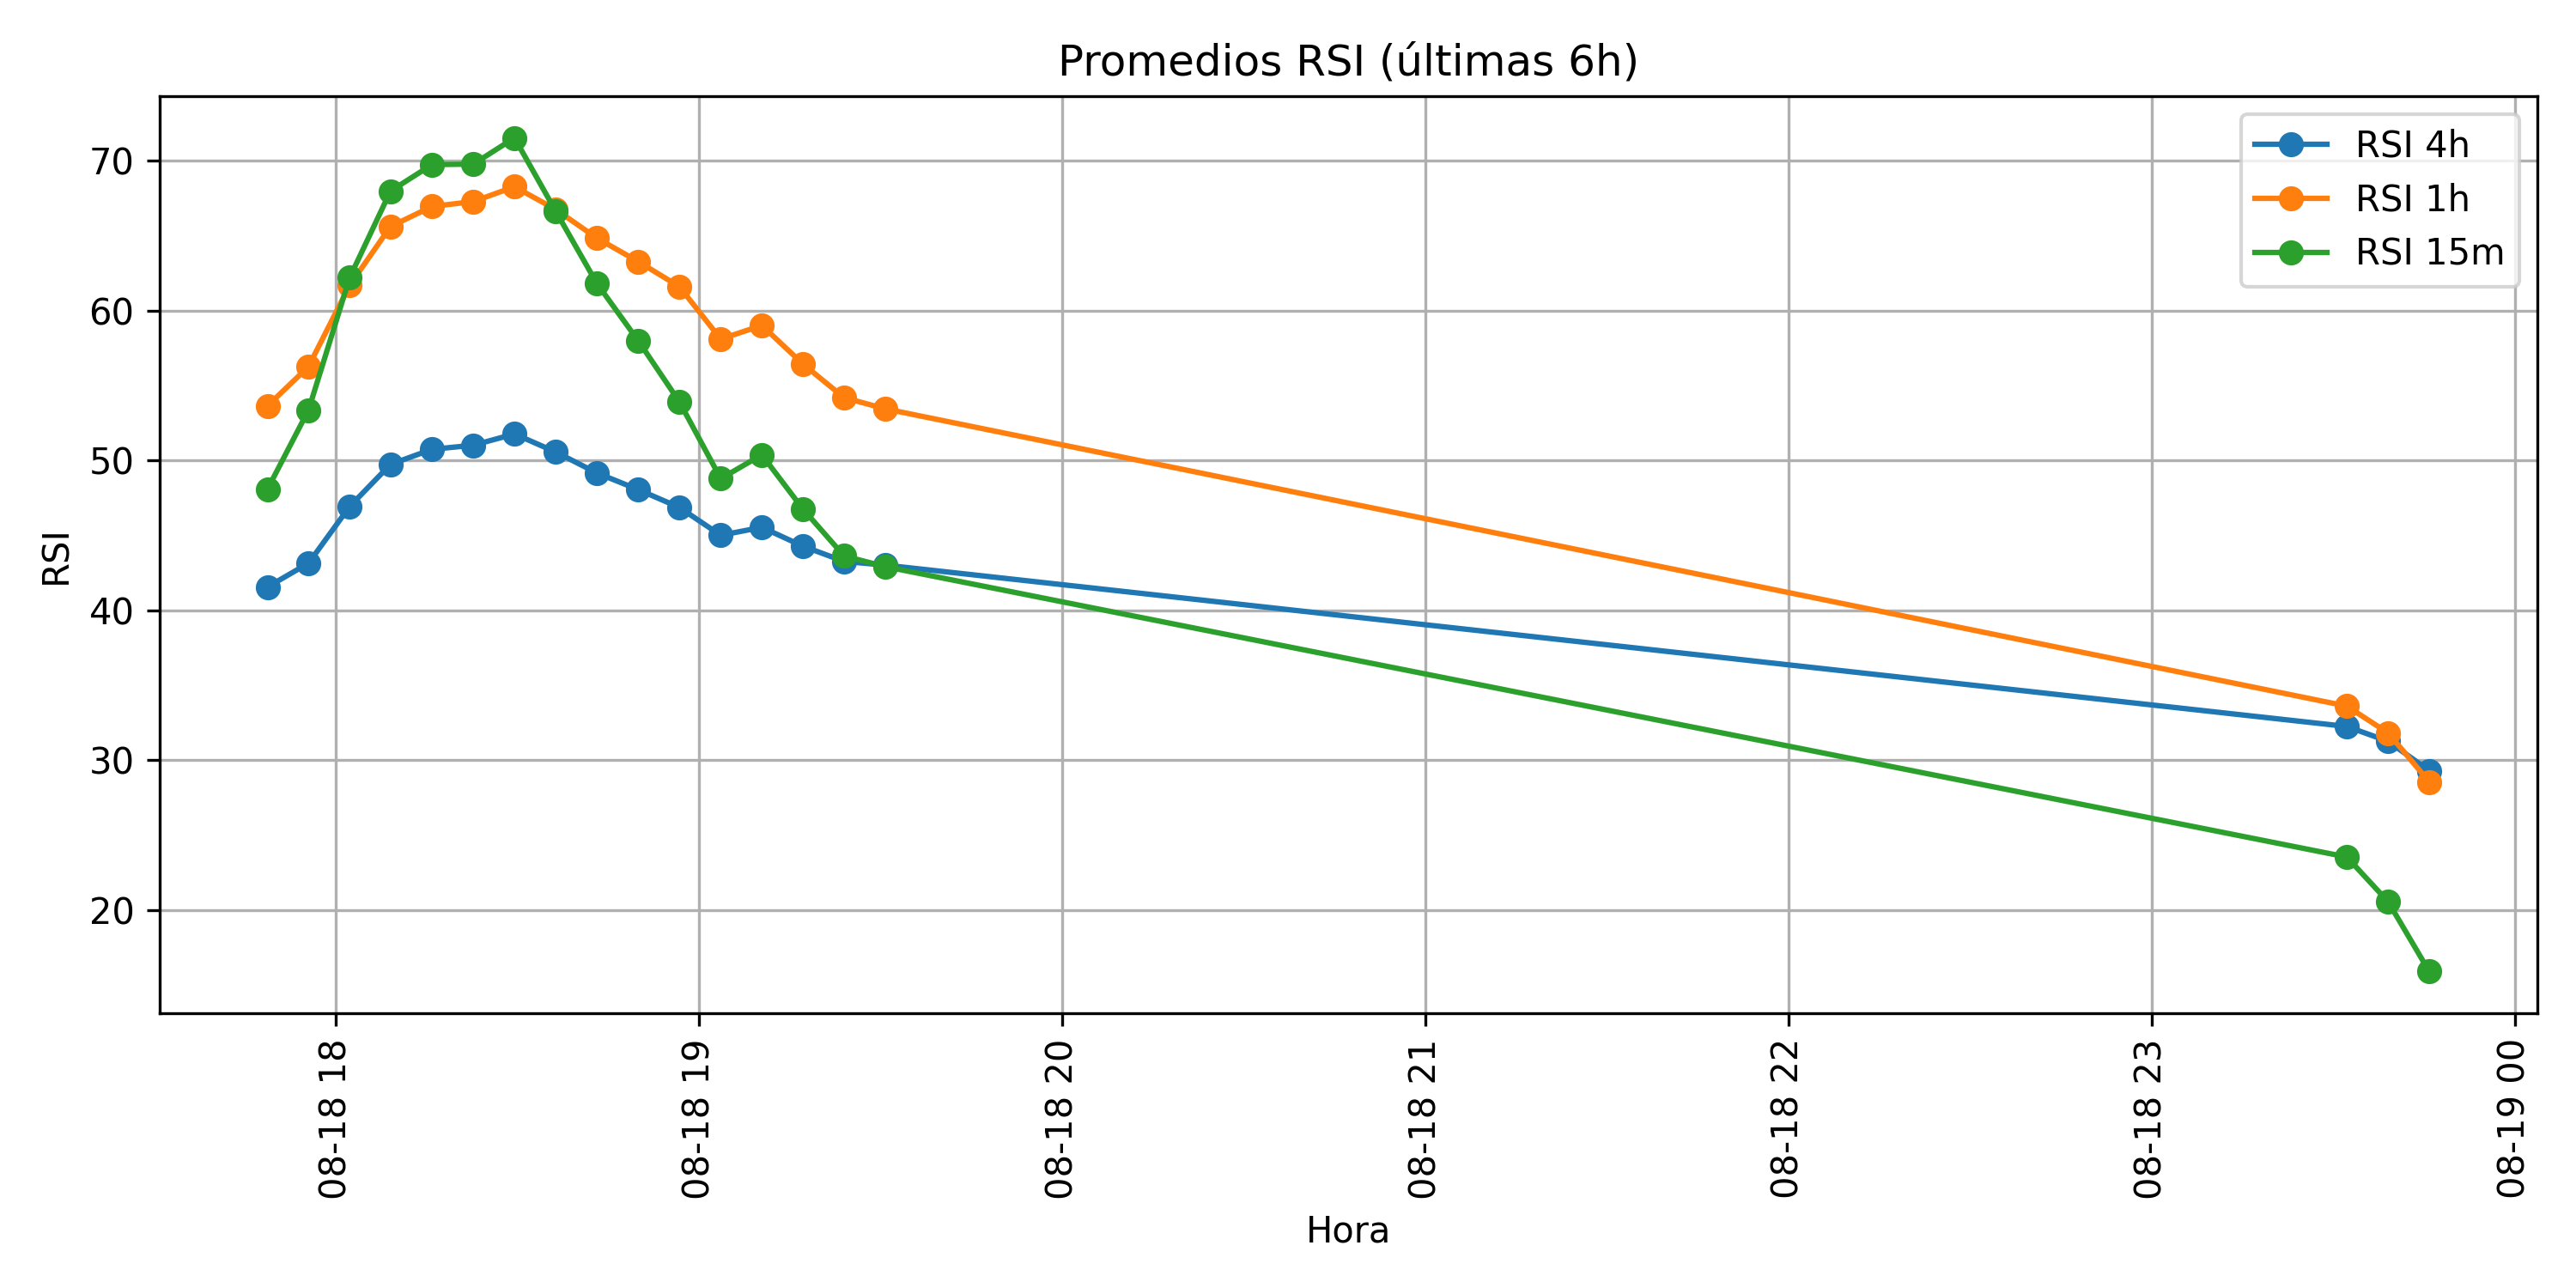 Promedios RSI (últimas 6h)
RSI 4h
RSI 1h
RSI 15m
70
60
50
40
30
20
RSI
08-18 18
08-18 19
08-18 20
08-18 21
08-18 22
08-18 23
08-19 00
Hora